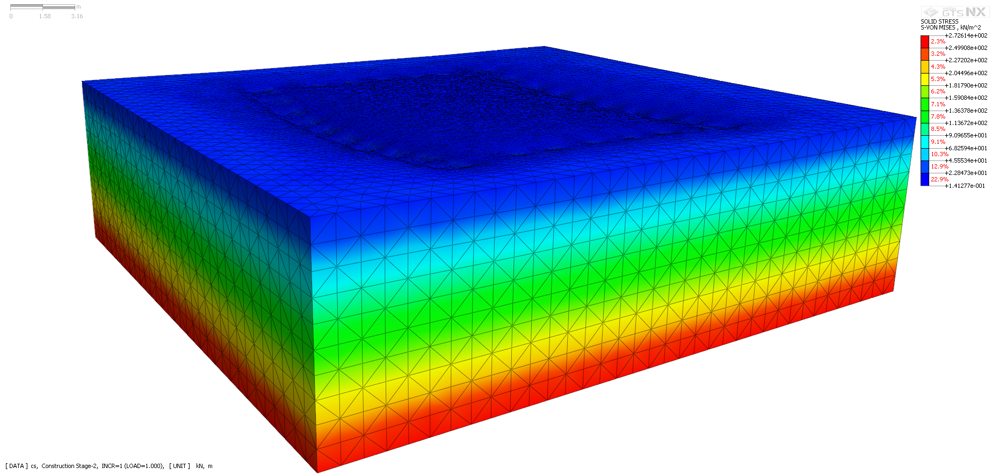 m
0 1.58 3.16
midas
GTS NX
SOLID STRESS
S-VON MISES , kN/m^2
+2.72614e+002
2.3%
+2.49908e+002
3.2%
+2.27202e+002
4.3%
+2.04496e+002
5.3%
+1.81790e+002
6.2%
+1.59084e+002
7.1%
+1.36378e+002
7.8%
+1.13672e+002
8.5%
+9.09655e+001
9.1%
+6.82594e+001
10.3%
+4.55534e+001
12.9%
+2.28473e+001
22.9%
+1.41277e-001
[ DATA ] cs, Construction Stage-2, INCR=1 (LOAD=1.000), [ UNIT ] kN, m